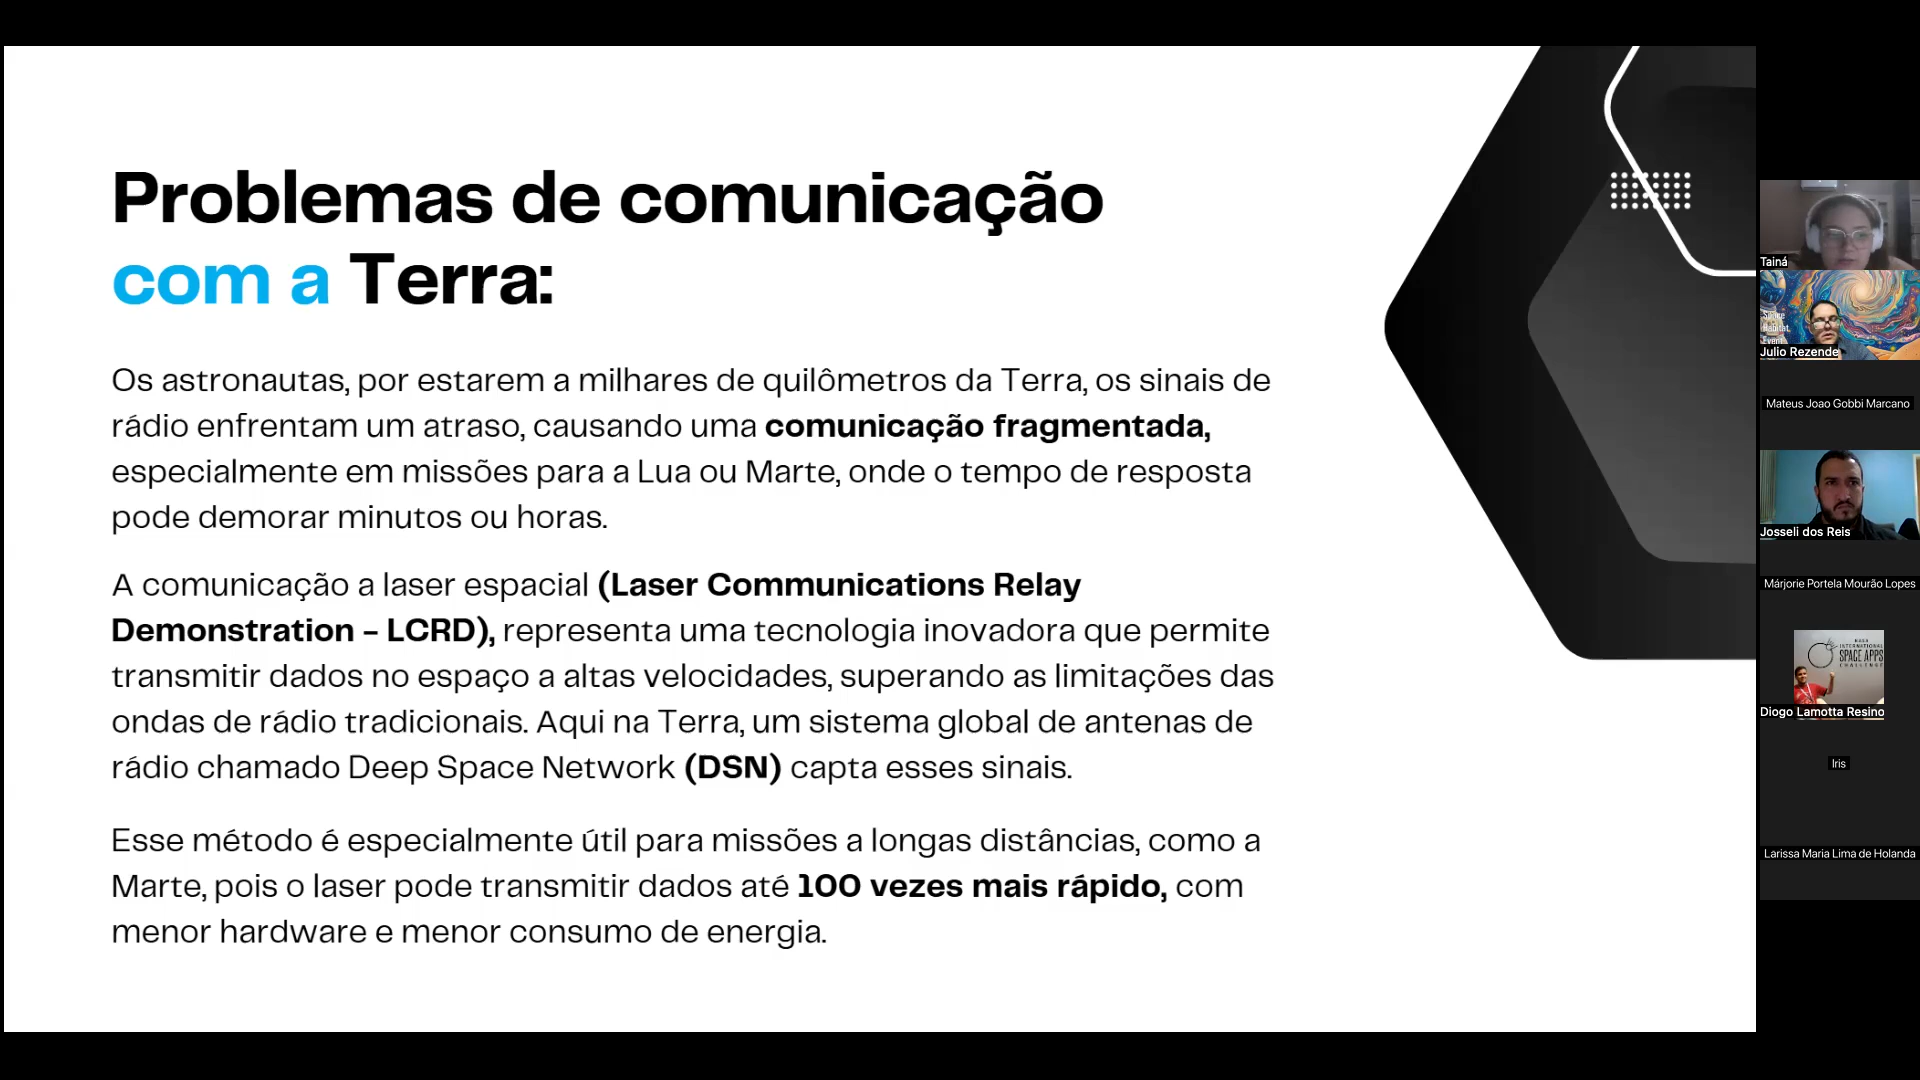 Problemas de comunicação
com a Terra:
Os astronautas, por estarem a milhares de quilômetros da Terra, os sinais de
rádio enfrentam um atraso, causando uma comunicação fragmentada,
especialmente em missões para a Lua ou Marte, onde o tempo de resposta
pode demorar minutos ou horas.
A comunicação a laser espacial (Laser Communications Relay
Demonstration - LCRD), representa uma tecnologia inovadora que permite
transmitir dados no espaço a altas velocidades, superando as limitações das
ondas de rádio tradicionais. Aqui na Terra, um sistema global de antenas de
rádio chamado Deep Space Network (DSN) capta esses sinais.
Esse método é especialmente útil para missões a longas distâncias, como a
Marte, pois o laser pode transmitir dados até 100 vezes mais rápido, com
menor hardware e menor consumo de energia.
Tainá
Space
Habitat
Event
Julio Rezende
Mateus Joao Gobbi Marcano
Josseli dos Reis
Márjorie Portela Mourão Lopes
NASA
INTERNATIONAL
SPACE APPS
CHALLENGE
Diogo Lamotta Resino
Iris
Larissa Maria Lima de Holanda